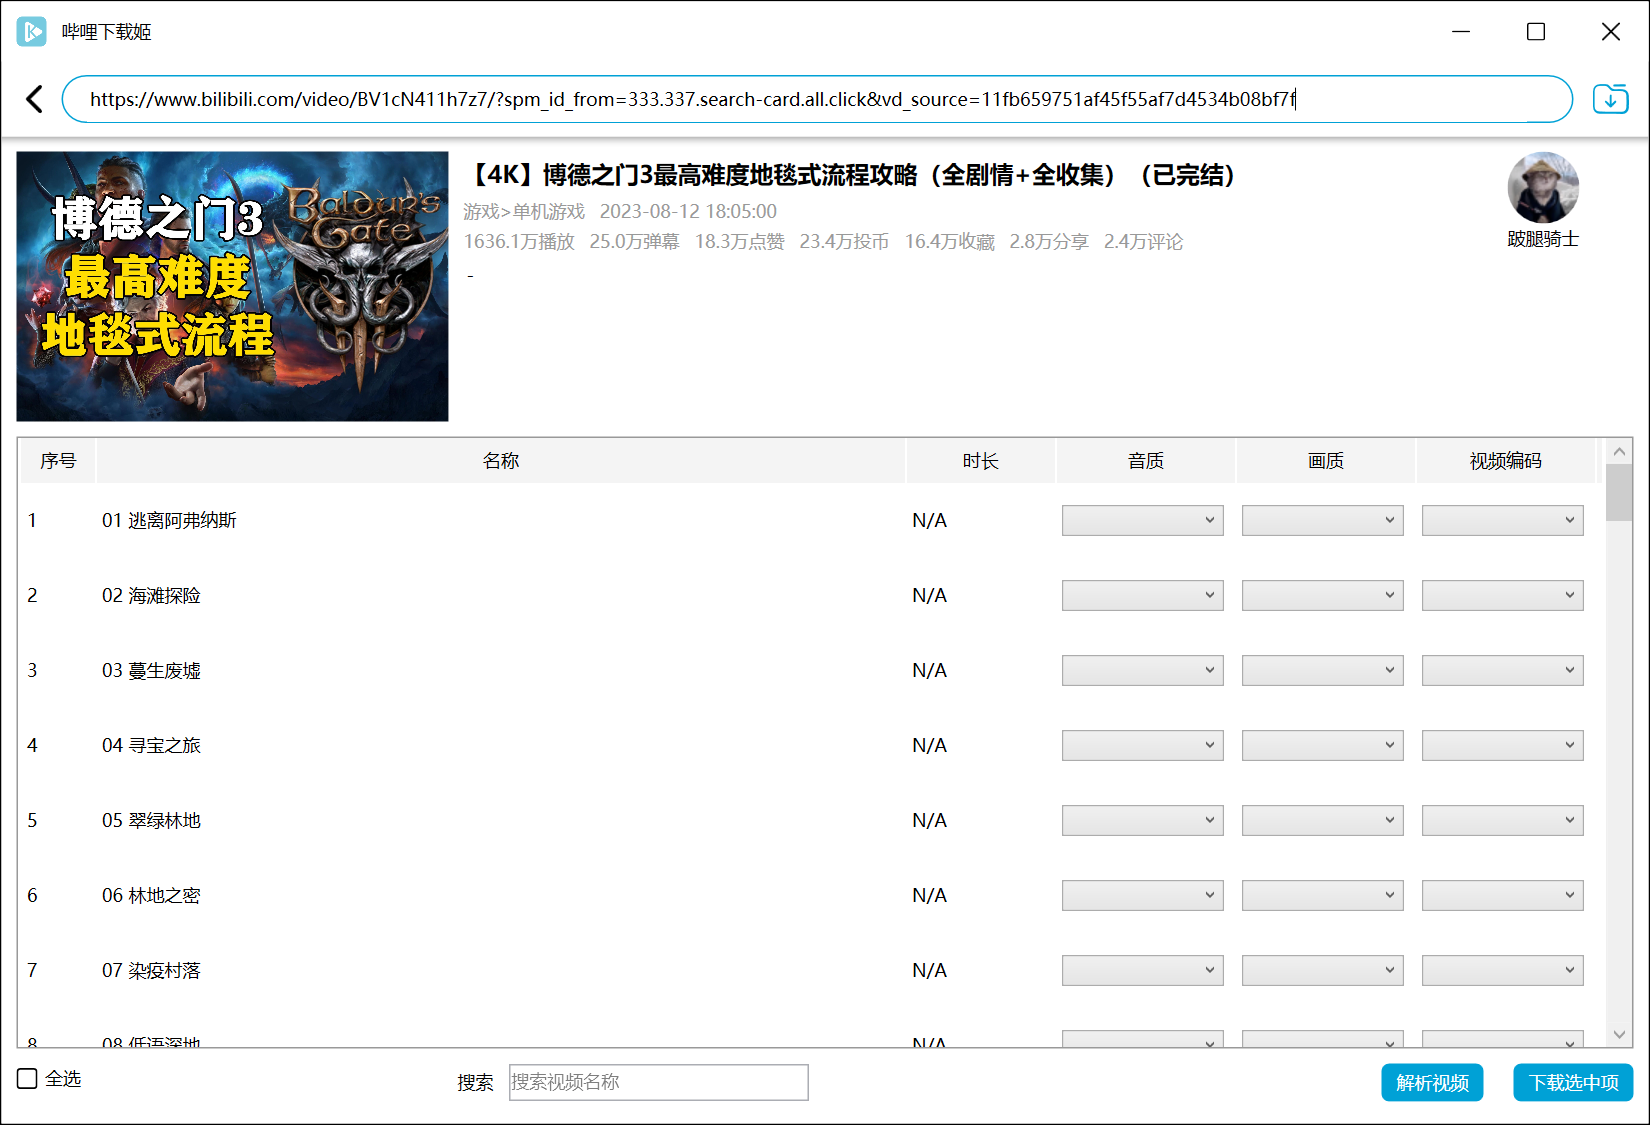 哔哩下载姬
https://www.bilibili.com/video/BV1cN411h7z7/?spm_id_from=333.337.search-card.all.click&vd_source=11fb659751af45f55af7d4534b08bf7f
博德之门3
最高难度
地毯式流程
Baldur's
Gate
【4K】博德之门3最高难度地毯式流程攻略（全剧情+全收集）（已完结）
游戏>单机游戏 2023-08-12 18:05:00
1636.1万播放 25.0万弹幕 18.3万点赞 23.4万投币 16.4万收藏 2.8万分享 2.4万评论
-
跛腿骑士
序号 名称 时长 音质 画质 视频编码
1 01 逃离阿弗纳斯 N/A
2 02 海滩探险 N/A
3 03 蔓生废墟 N/A
4 04 寻宝之旅 N/A
5 05 翠绿林地 N/A
6 06 林地之密 N/A
7 07 染疫村落 N/A
8 08 低语深地 N/A
全选 搜索 搜索视频名称 解析视频 下载选中项